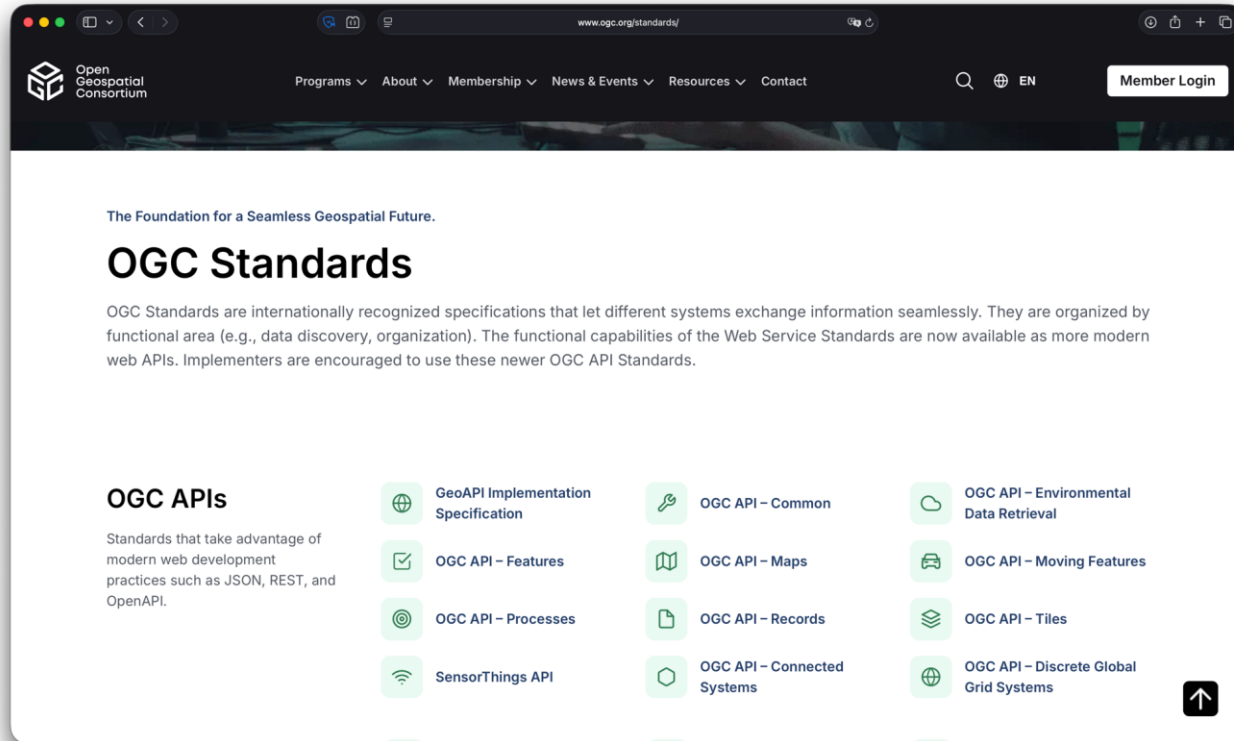 www.ogc.org/standards/
Open
Geospatial
Consortium
Programs
About
Membership
News & Events
Resources
Contact
EN
Member Login
The Foundation for a Seamless Geospatial Future.
OGC Standards
OGC Standards are internationally recognized specifications that let different systems exchange information seamlessly. They are organized by
functional area (e.g., data discovery, organization). The functional capabilities of the Web Service Standards are now available as more modern
web APIs. Implementers are encouraged to use these newer OGC API Standards.
OGC APIs
Standards that take advantage of
modern web development
practices such as JSON, REST, and
OpenAPI.
GeoAPI Implementation
Specification
OGC API – Common
OGC API – Environmental
Data Retrieval
OGC API – Features
OGC API – Maps
OGC API – Moving Features
OGC API – Processes
OGC API – Records
OGC API – Tiles
SensorThings API
OGC API – Connected
Systems
OGC API – Discrete Global
Grid Systems